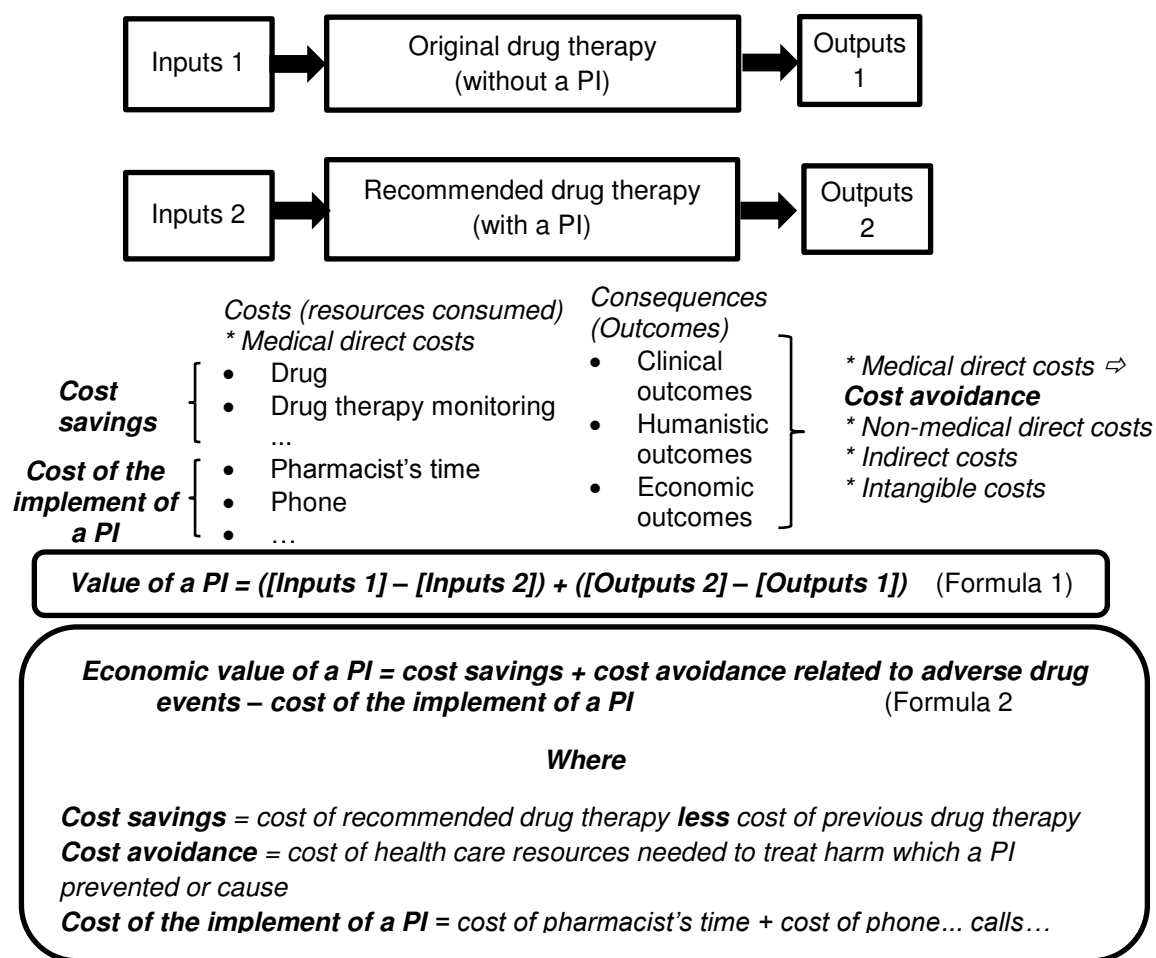 Inputs 1
Original drug therapy
(without a PI)
Outputs
1
Inputs 2
Recommended drug therapy
(with a PI)
Outputs
2
Costs (resources consumed)
* Medical direct costs
Cost
savings
• Drug
• Drug therapy monitoring
...
Cost of the
implement of
a PI
• Pharmacist's time
• Phone
• …
Consequences
(Outcomes)
• Clinical
outcomes
• Humanistic
outcomes
• Economic
outcomes
* Medical direct costs ⇨
Cost avoidance
* Non-medical direct costs
* Indirect costs
* Intangible costs
Value of a PI = ([Inputs 1] – [Inputs 2]) + ([Outputs 2] – [Outputs 1]) (Formula 1)
Economic value of a PI = cost savings + cost avoidance related to adverse drug
events – cost of the implement of a PI (Formula 2
Where
Cost savings = cost of recommended drug therapy less cost of previous drug therapy
Cost avoidance = cost of health care resources needed to treat harm which a PI
prevented or cause
Cost of the implement of a PI = cost of pharmacist's time + cost of phone... calls…